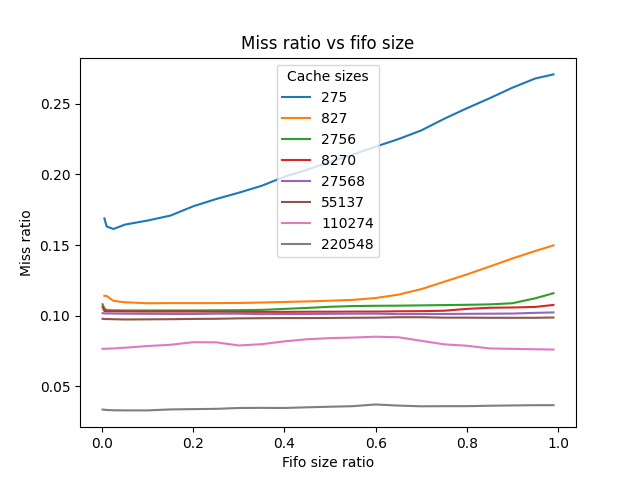 Miss ratio vs fifo size
Cache sizes
275
827
2756
8270
27568
55137
110274
220548
0.25
0.20
0.15
0.10
0.05
Miss ratio
0.0 0.2 0.4 0.6 0.8 1.0
Fifo size ratio